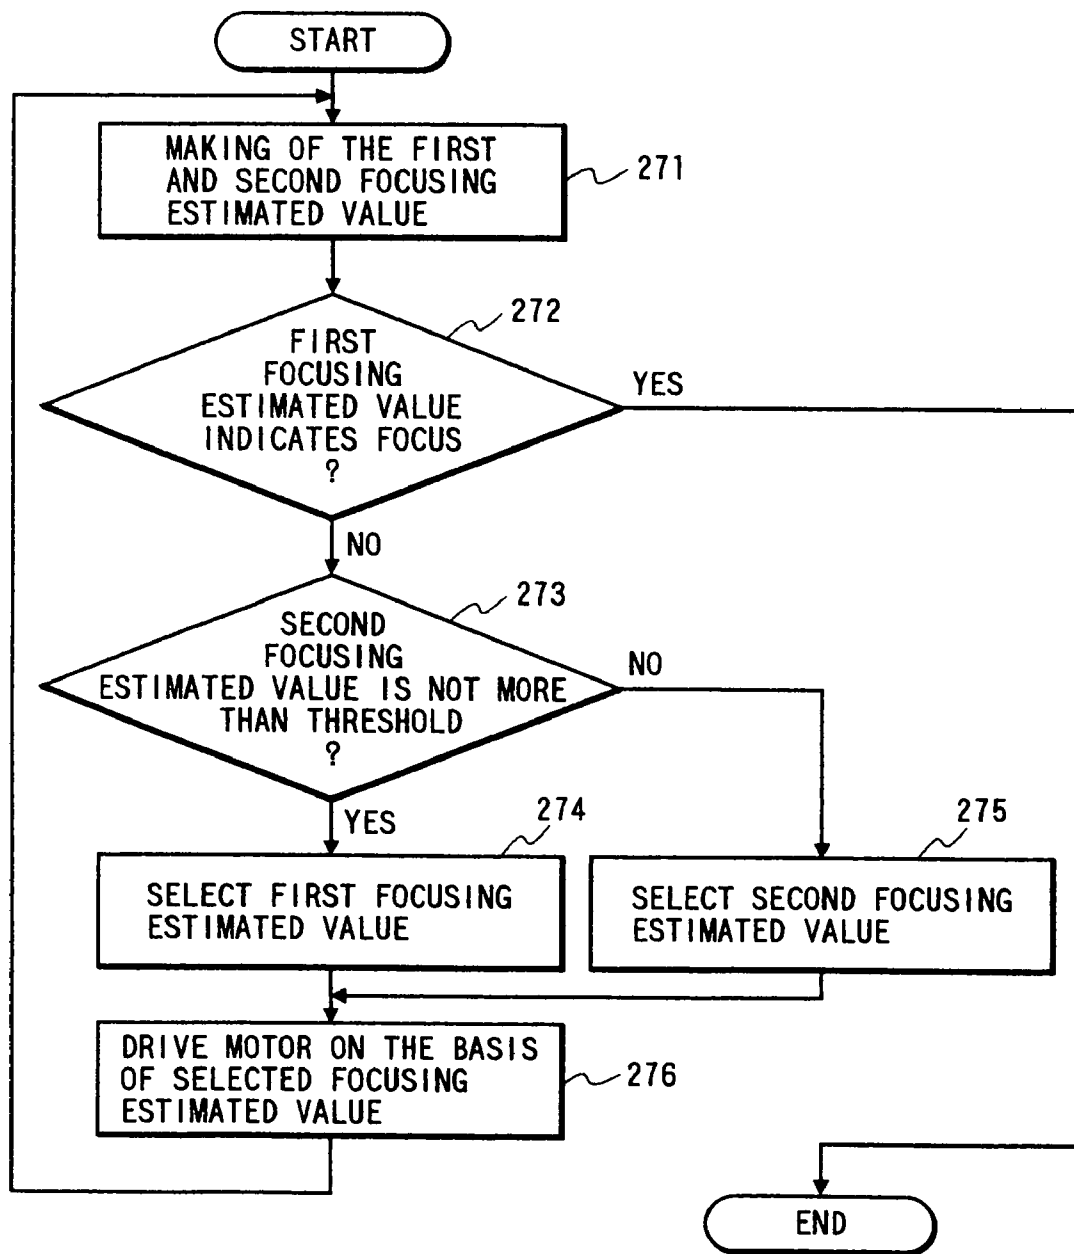 START
MAKING OF THE FIRST
AND SECOND FOCUSING
ESTIMATED VALUE
271
272
FIRST
FOCUSING
ESTIMATED VALUE
INDICATES FOCUS
?
YES
NO
273
SECOND
FOCUSING
ESTIMATED VALUE IS NOT MORE
THAN THRESHOLD
?
NO
YES
274
275
SELECT FIRST FOCUSING
ESTIMATED VALUE
SELECT SECOND FOCUSING
ESTIMATED VALUE
DRIVE MOTOR ON THE BASIS
OF SELECTED FOCUSING
ESTIMATED VALUE
276
END